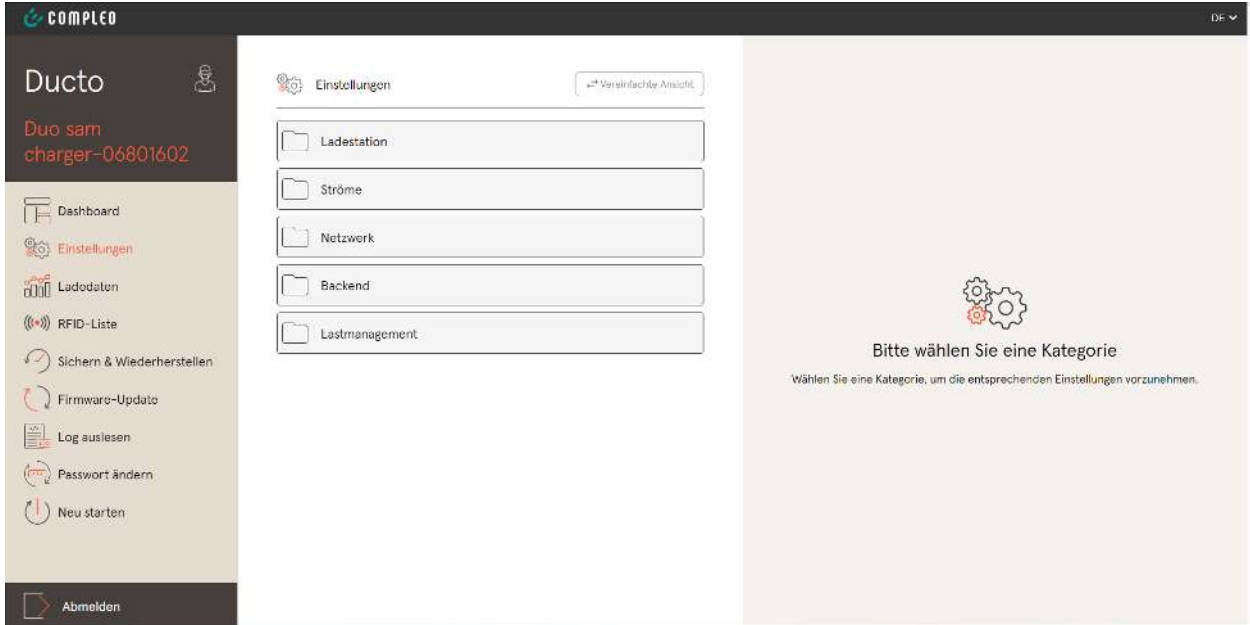 COMPLEO
DE
Ducto
Duo sam
charger-06801602
Dashboard
Einstellungen
Ladedaten
RFID-Liste
Sichern & Wiederherstellen
Firmware-Update
Log auslesen
Passwort ändern
Neu starten
Abmelden
Einstellungen
Vereinfachte Ansicht
Ladestation
Ströme
Netzwerk
Backend
Lastmanagement
Bitte wählen Sie eine Kategorie
Wählen Sie eine Kategorie, um die entsprechenden Einstellungen vorzunehmen.